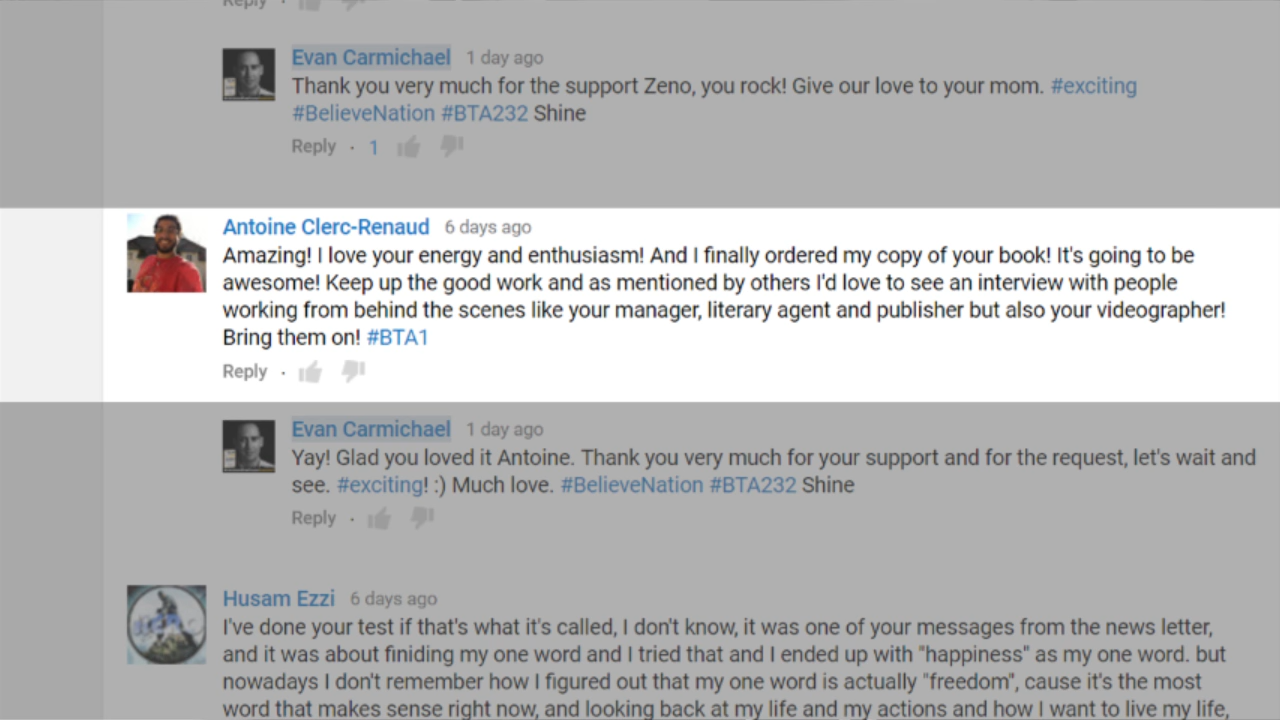 Reply ·
Evan Carmichael 1 day ago
Thank you very much for the support Zeno, you rock! Give our love to your mom. #exciting
#BelieveNation #BTA232 Shine
Reply · 1
Antoine Clerc-Renaud 6 days ago
Amazing! I love your energy and enthusiasm! And I finally ordered my copy of your book! It's going to be
awesome! Keep up the good work and as mentioned by others I'd love to see an interview with people
working from behind the scenes like your manager, literary agent and publisher but also your videographer!
Bring them on! #BTA1
Reply ·
Evan Carmichael 1 day ago
Yay! Glad you loved it Antoine. Thank you very much for your support and for the request, let's wait and
see. #exciting! :) Much love. #BelieveNation #BTA232 Shine
Reply ·
Husam Ezzi 6 days ago
I've done your test if that's what it's called, I don't know, it was one of your messages from the news letter,
and it was about finiding my one word and I tried that and I ended up with "happiness" as my one word. but
nowadays I don't remember how I figured out that my one word is actually "freedom", cause it's the most
word that makes sense right now, and looking back at my life and my actions and how I want to live my life,